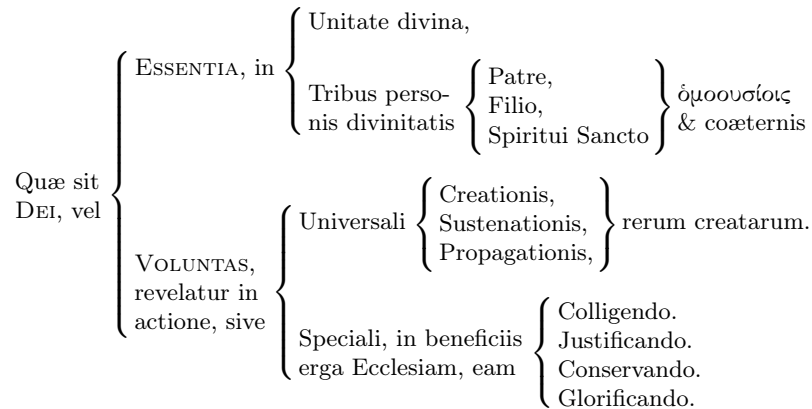 Quæ sit
DEI, vel
ESSENTIA, in
Unitate divina,
Tribus perso-
nis divinitatis
Patre,
Filio,
Spiritui Sancto
ὁμοουσίοις
& coæternis
VOLUNTAS,
revelatur in
actione, sive
Universali
Creationis,
Sustenationis,
Propagationis,
rerum creatarum.
Speciali, in beneficiis
erga Ecclesiam, eam
Colligendo.
Justificando.
Conservando.
Glorificando.